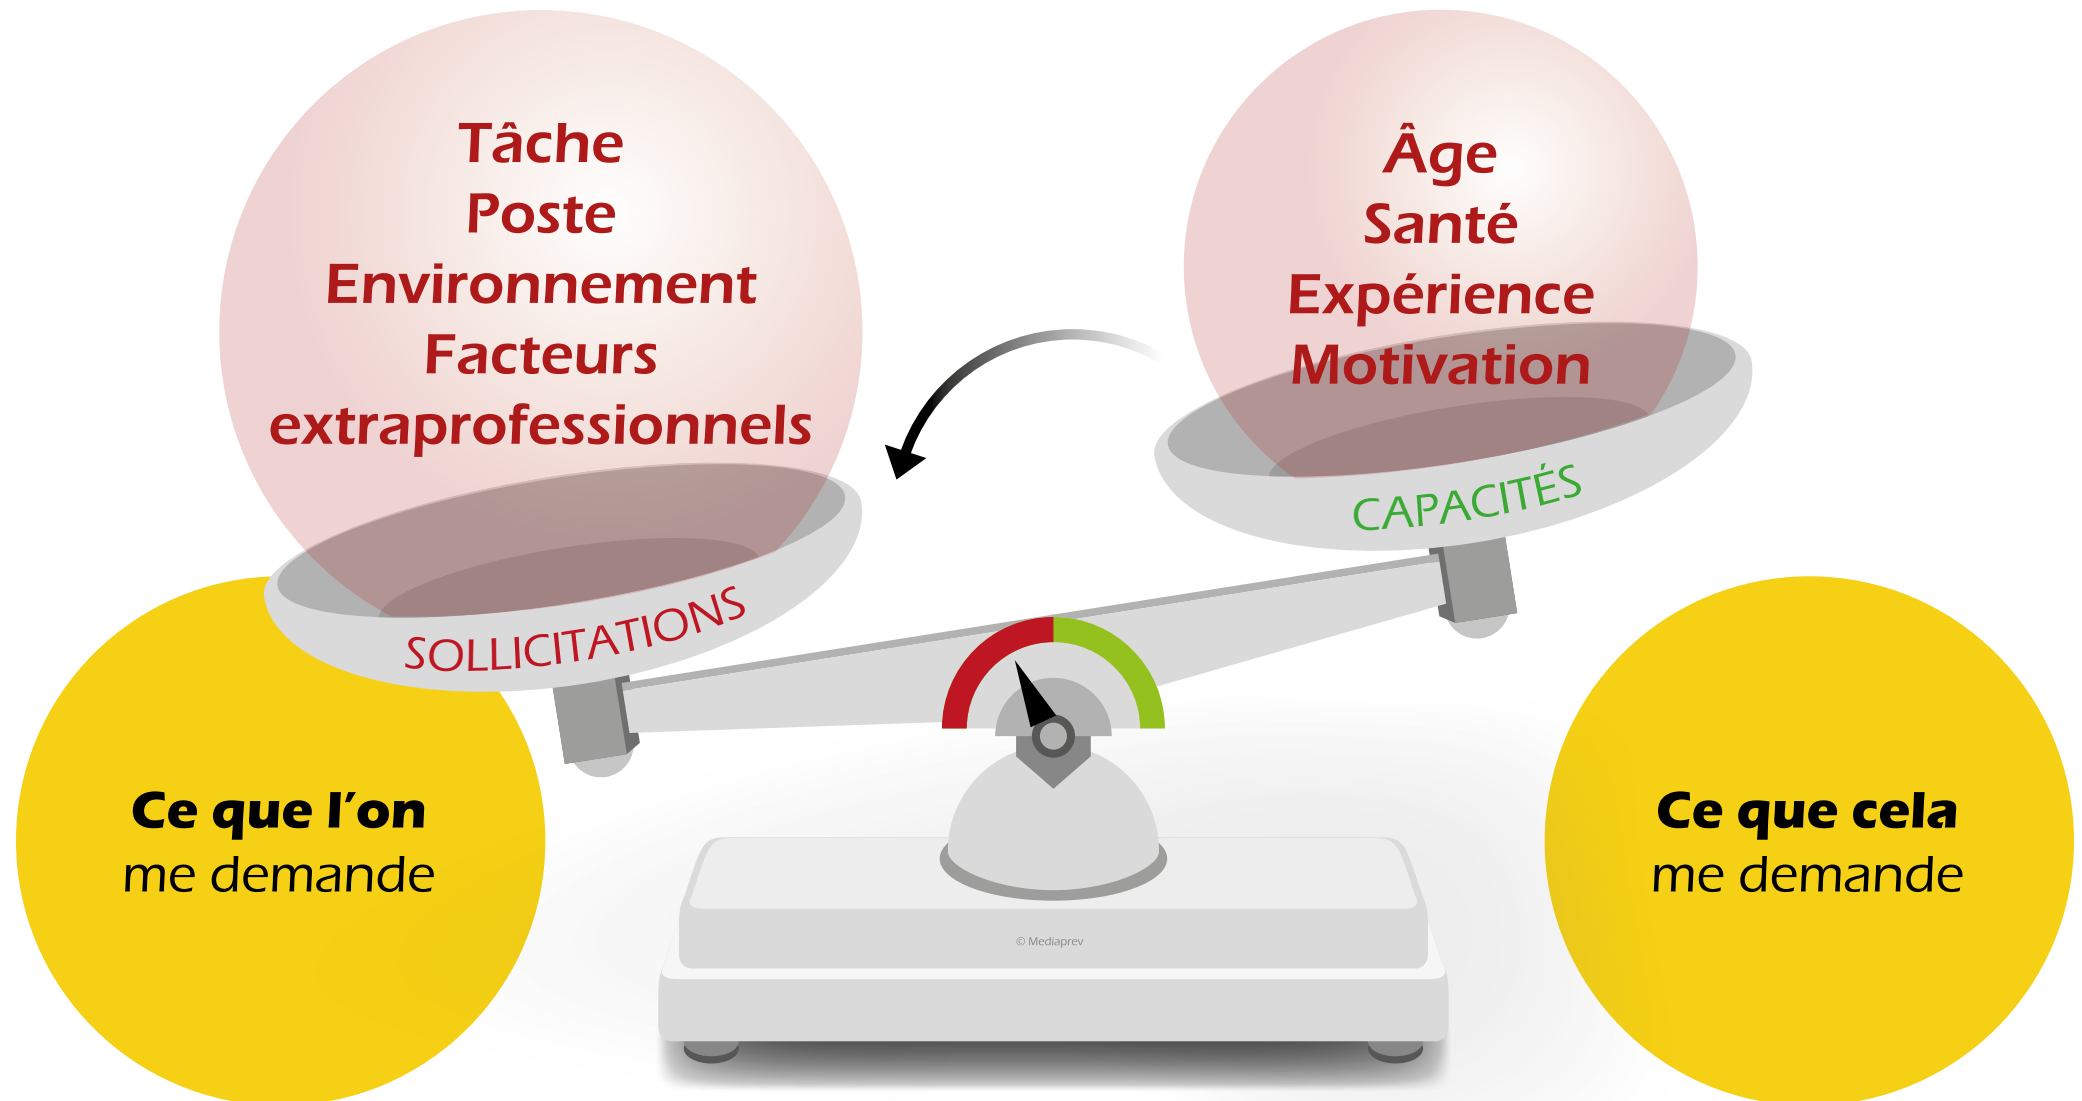 Tâche
Poste
Environnement
Facteurs
extraprofessionnels
SOLLICITATIONS
Âge
Santé
Expérience
Motivation
CAPACITÉS
Ce que l'on
me demande
Ce que cela
me demande
© Mediaprev